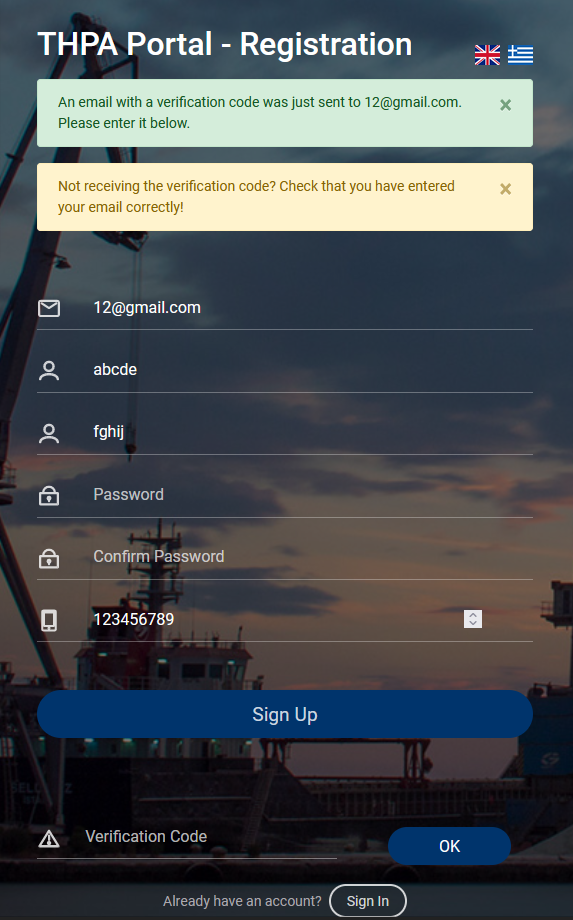 THPA Portal - Registration
An email with a verification code was just sent to 12@gmail.com.
Please enter it below.
×
Not receiving the verification code? Check that you have entered
your email correctly!
×
12@gmail.com
abcde
fghij
Password
Confirm Password
123456789
Sign Up
Verification Code
OK
Already have an account? Sign In